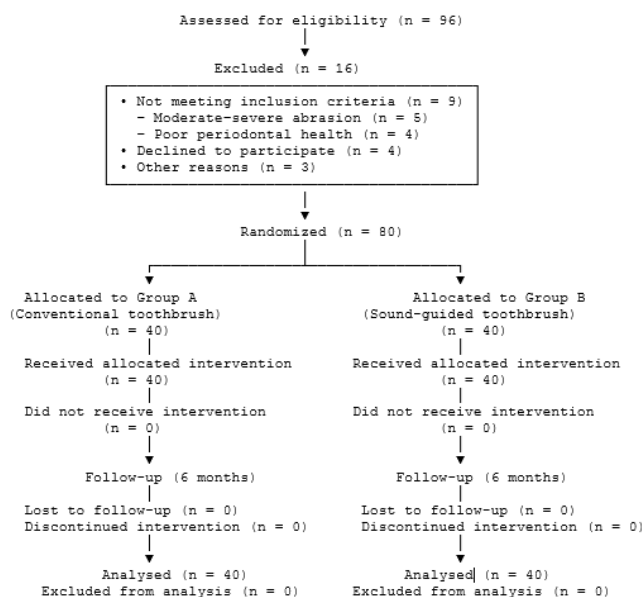 Assessed for eligibility (n = 96)
Excluded (n = 16)
• Not meeting inclusion criteria (n = 9)
– Moderate-severe abrasion (n = 5)
– Poor periodontal health (n = 4)
• Declined to participate (n = 4)
• Other reasons (n = 3)
Randomized (n = 80)
Allocated to Group A
(Conventional toothbrush)
(n = 40)
Received allocated intervention
(n = 40)
Did not receive intervention
(n = 0)
Follow-up (6 months)
Lost to follow-up (n = 0)
Discontinued intervention (n = 0)
Analysed (n = 40)
Excluded from analysis (n = 0)
Allocated to Group B
(Sound-guided toothbrush)
(n = 40)
Received allocated intervention
(n = 40)
Did not receive intervention
(n = 0)
Follow-up (6 months)
Lost to follow-up (n = 0)
Discontinued intervention (n = 0)
Analysed (n = 40)
Excluded from analysis (n = 0)